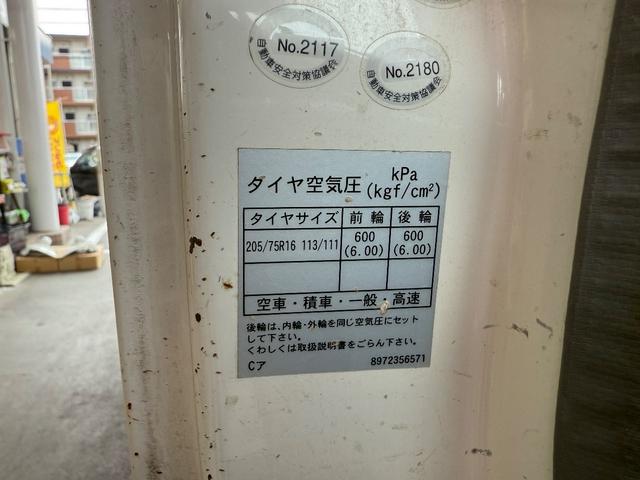 No.2117
自動車安全対策協議会
No.2180
自動車安全対策協議会
タイヤ空気圧 kPa (kgf/cm²)
タイヤサイズ 前輪 後輪
205/75R16 113/111 600 (6.00) 600 (6.00)
空車・積車・一般・高速
後輪は、内輪・外輪を同じ空気圧にセット
して下さい。
くわしくは取扱説明書をごらん下さい。
Cア 8972356571